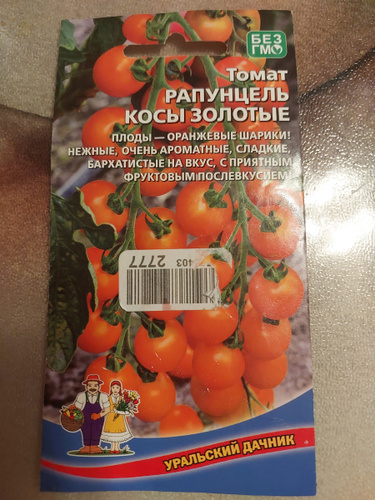 БЕЗ
ГМО
Томат
РАПУНЦЕЛЬ
КОСЫ ЗОЛОТЫЕ
ПЛОДЫ — ОРАНЖЕВЫЕ ШАРИКИ!
НЕЖНЫЕ, ОЧЕНЬ АРОМАТНЫЕ, СЛАДКИЕ,
БАРХАТИСТЫЕ НА ВКУС, С ПРИЯТНЫМ
ФРУКТОВЫМ ПОСЛЕВКУСИЕМ!
403 2777
УРАЛЬСКИЙ ДАЧНИК